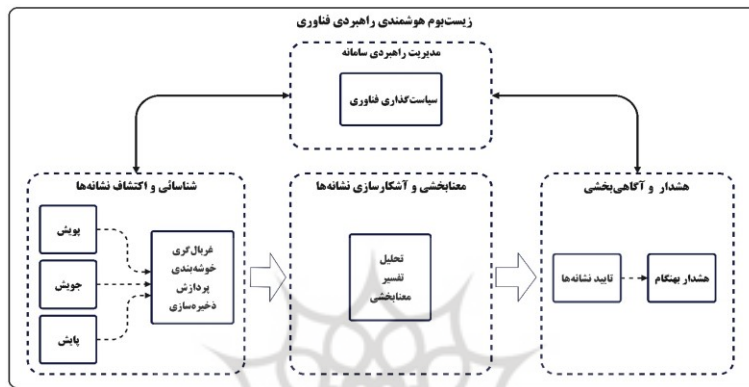 زیست‌بوم هوشمندی راهبردی فناوری
مدیریت راهبردی سامانه
سیاست‌گذاری فناوری
شناسائی و اکتشاف نشانه‌ها
پویش
جویش
پایش
غربال‌گری
خوشه‌بندی
پردازش
ذخیره‌سازی
معنابخشی و آشکارسازی نشانه‌ها
تحلیل
تفسیر
معنابخشی
هشدار و آگاهی‌بخشی
تایید نشانه‌ها
هشدار بهنگام